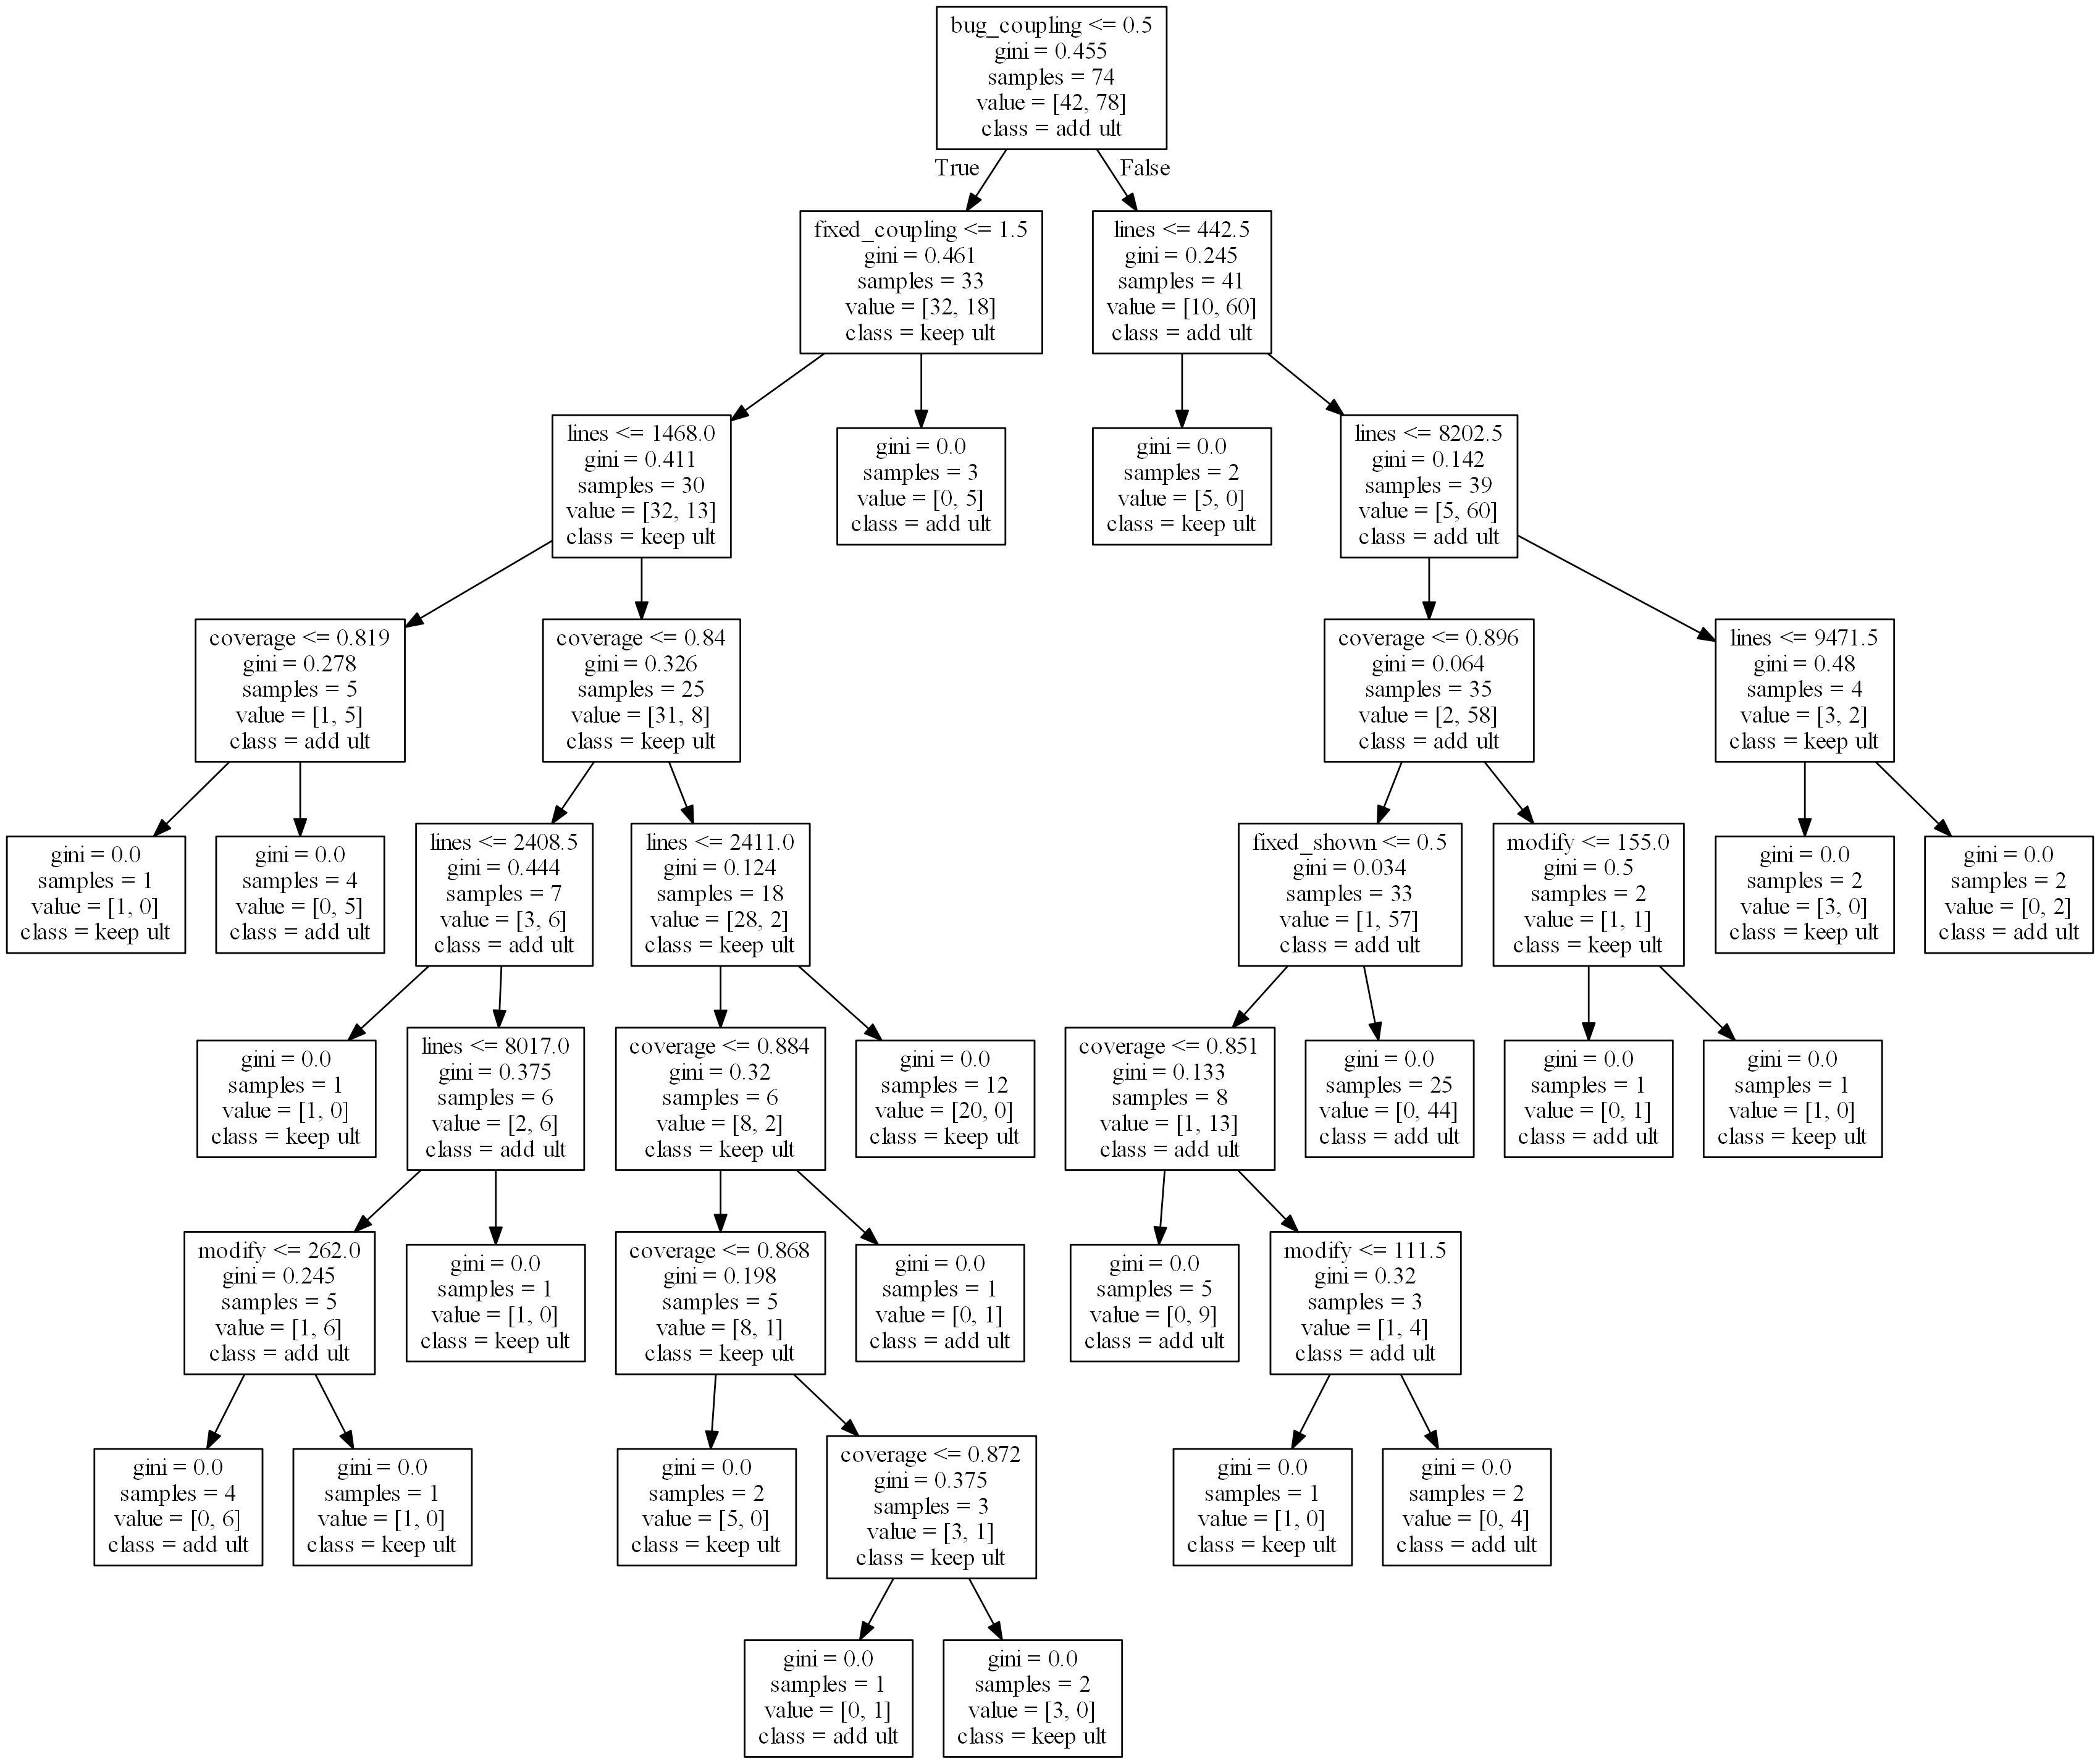 bug_coupling <= 0.5
gini = 0.455
samples = 74
value = [42, 78]
class = add ult
True
False
fixed_coupling <= 1.5
gini = 0.461
samples = 33
value = [32, 18]
class = keep ult
lines <= 442.5
gini = 0.245
samples = 41
value = [10, 60]
class = add ult
lines <= 1468.0
gini = 0.411
samples = 30
value = [32, 13]
class = keep ult
gini = 0.0
samples = 3
value = [0, 5]
class = add ult
gini = 0.0
samples = 2
value = [5, 0]
class = keep ult
lines <= 8202.5
gini = 0.142
samples = 39
value = [5, 60]
class = add ult
coverage <= 0.819
gini = 0.278
samples = 5
value = [1, 5]
class = add ult
coverage <= 0.84
gini = 0.326
samples = 25
value = [31, 8]
class = keep ult
coverage <= 0.896
gini = 0.064
samples = 35
value = [2, 58]
class = add ult
lines <= 9471.5
gini = 0.48
samples = 4
value = [3, 2]
class = keep ult
gini = 0.0
samples = 1
value = [1, 0]
class = keep ult
gini = 0.0
samples = 4
value = [0, 5]
class = add ult
lines <= 2408.5
gini = 0.444
samples = 7
value = [3, 6]
class = add ult
lines <= 2411.0
gini = 0.124
samples = 18
value = [28, 2]
class = keep ult
fixed_shown <= 0.5
gini = 0.034
samples = 33
value = [1, 57]
class = add ult
modify <= 155.0
gini = 0.5
samples = 2
value = [1, 1]
class = keep ult
gini = 0.0
samples = 2
value = [3, 0]
class = keep ult
gini = 0.0
samples = 2
value = [0, 2]
class = add ult
gini = 0.0
samples = 1
value = [1, 0]
class = keep ult
lines <= 8017.0
gini = 0.375
samples = 6
value = [2, 6]
class = add ult
coverage <= 0.884
gini = 0.32
samples = 6
value = [8, 2]
class = keep ult
gini = 0.0
samples = 12
value = [20, 0]
class = keep ult
coverage <= 0.851
gini = 0.133
samples = 8
value = [1, 13]
class = add ult
gini = 0.0
samples = 25
value = [0, 44]
class = add ult
gini = 0.0
samples = 1
value = [0, 1]
class = add ult
gini = 0.0
samples = 1
value = [1, 0]
class = keep ult
modify <= 262.0
gini = 0.245
samples = 5
value = [1, 6]
class = add ult
gini = 0.0
samples = 1
value = [1, 0]
class = keep ult
coverage <= 0.868
gini = 0.198
samples = 5
value = [8, 1]
class = keep ult
gini = 0.0
samples = 1
value = [0, 1]
class = add ult
gini = 0.0
samples = 5
value = [0, 9]
class = add ult
modify <= 111.5
gini = 0.32
samples = 3
value = [1, 4]
class = add ult
gini = 0.0
samples = 4
value = [0, 6]
class = add ult
gini = 0.0
samples = 1
value = [1, 0]
class = keep ult
gini = 0.0
samples = 2
value = [5, 0]
class = keep ult
coverage <= 0.872
gini = 0.375
samples = 3
value = [3, 1]
class = keep ult
gini = 0.0
samples = 1
value = [1, 0]
class = keep ult
gini = 0.0
samples = 2
value = [0, 4]
class = add ult
gini = 0.0
samples = 1
value = [0, 1]
class = add ult
gini = 0.0
samples = 2
value = [3, 0]
class = keep ult